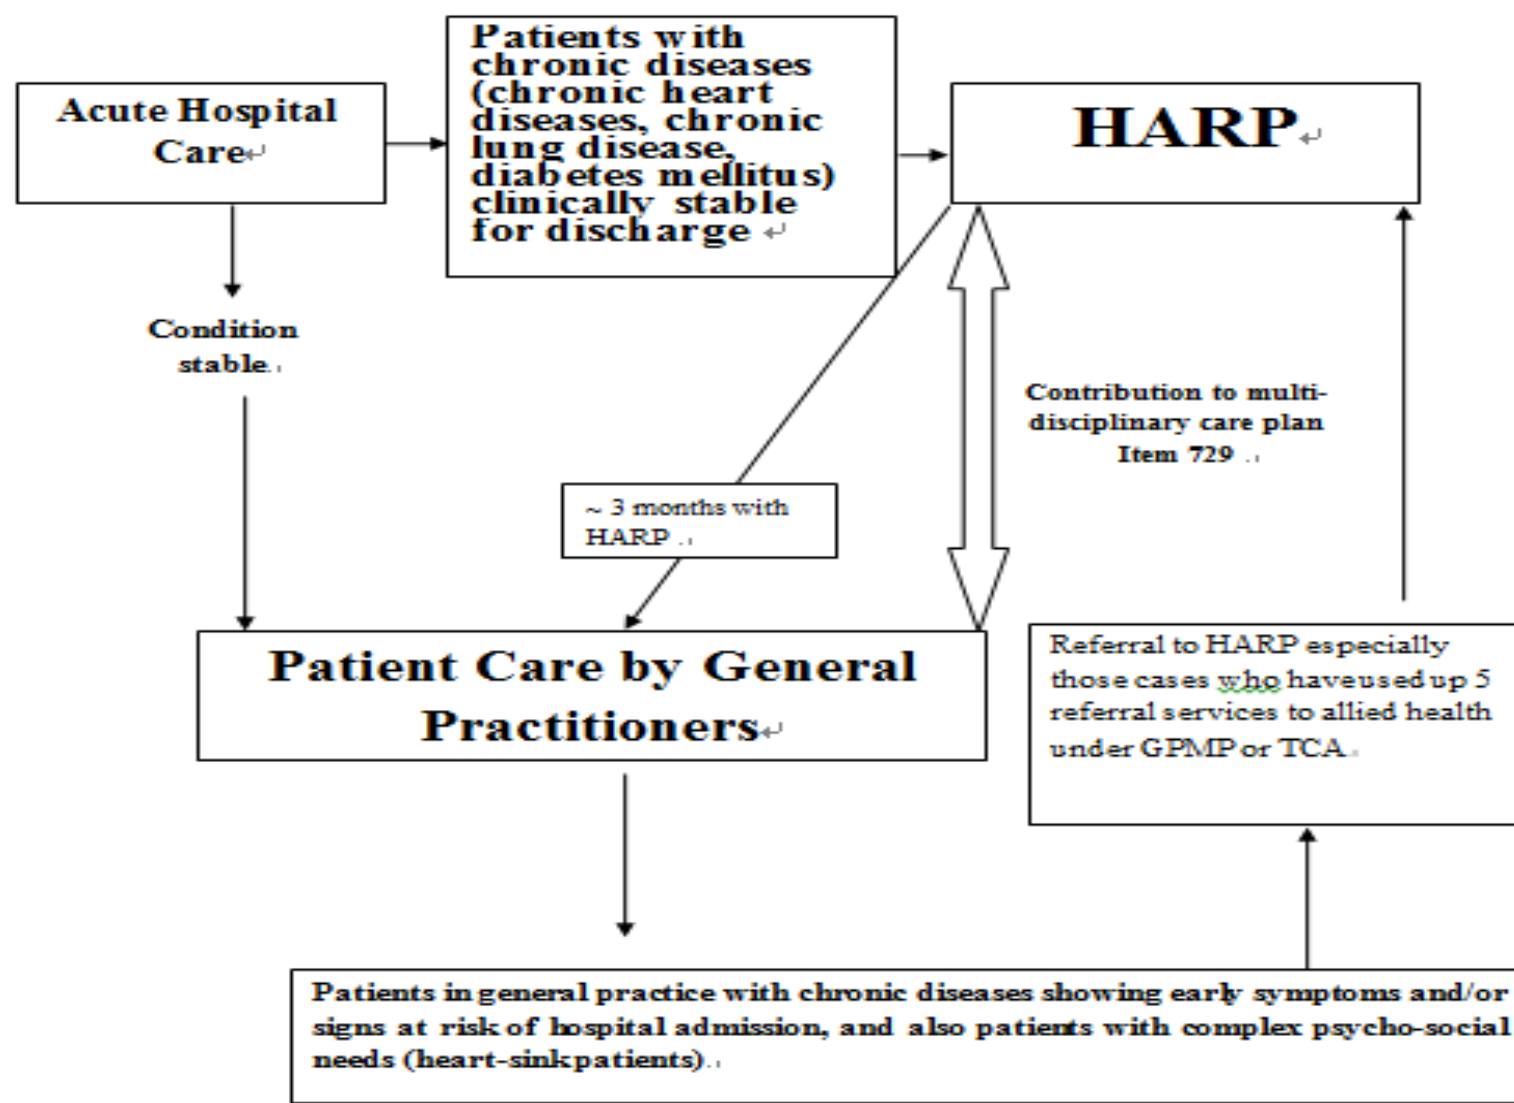 Acute Hospital
Care
Patients with
chronic diseases
(chronic heart
diseases, chronic
lung disease,
diabetes mellitus)
clinically stable
for discharge
HARP
Condition
stable.
Contribution to multi-
disciplinary care plan
Item 729 .
~ 3 months with
HARP .
Patient Care by General
Practitioners
Referral to HARP especially
those cases who haveused up 5
referral services to allied health
under GPMP or TCA.
Patients in general practice with chronic diseases showing early symptoms and/or
signs at risk of hospital admission, and also patients with complex psycho-social
needs (heart-sinkpatients).